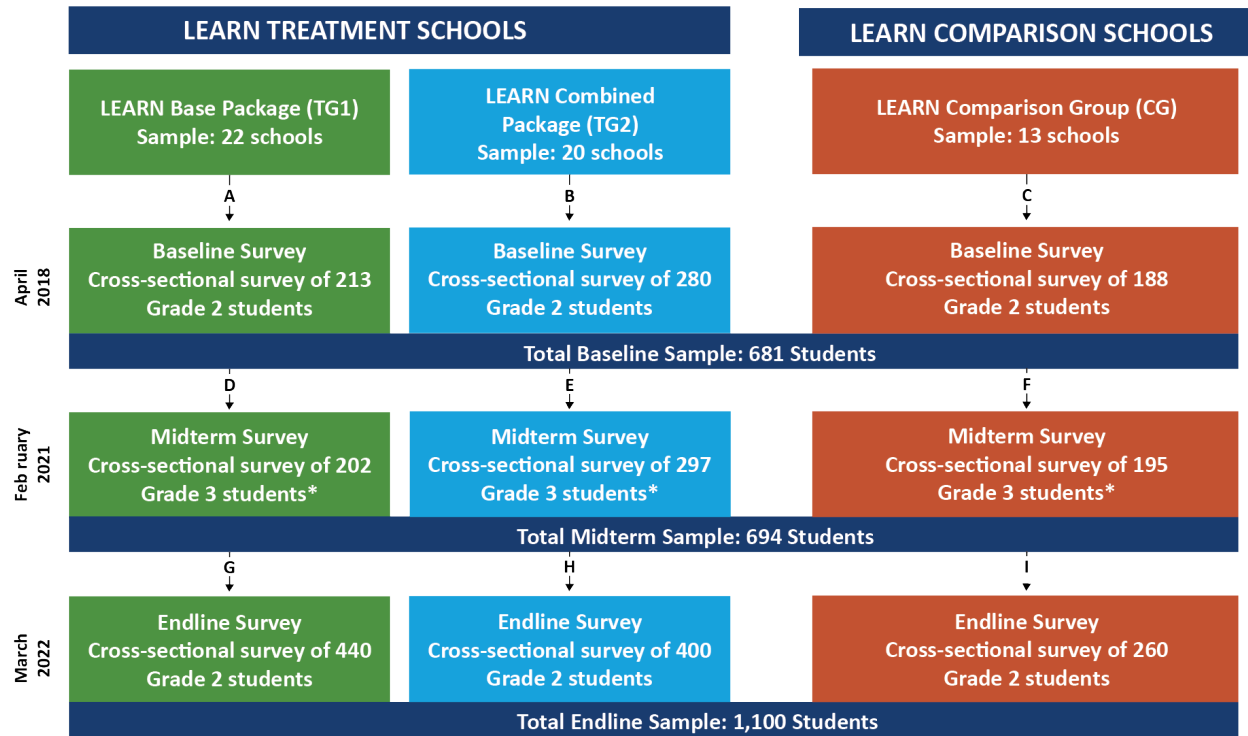 LEARN TREATMENT SCHOOLS
LEARN COMPARISON SCHOOLS
LEARN Base Package (TG1)
Sample: 22 schools
LEARN Combined
Package (TG2)
Sample: 20 schools
LEARN Comparison Group (CG)
Sample: 13 schools
A
B
C
April
2018
Baseline Survey
Cross-sectional survey of 213
Grade 2 students
Baseline Survey
Cross-sectional survey of 280
Grade 2 students
Baseline Survey
Cross-sectional survey of 188
Grade 2 students
Total Baseline Sample: 681 Students
D
E
F
Feb ruary
2021
Midterm Survey
Cross-sectional survey of 202
Grade 3 students*
Midterm Survey
Cross-sectional survey of 297
Grade 3 students*
Midterm Survey
Cross-sectional survey of 195
Grade 3 students*
Total Midterm Sample: 694 Students
G
H
I
March
2022
Endline Survey
Cross-sectional survey of 440
Grade 2 students
Endline Survey
Cross-sectional survey of 400
Grade 2 students
Endline Survey
Cross-sectional survey of 260
Grade 2 students
Total Endline Sample: 1,100 Students